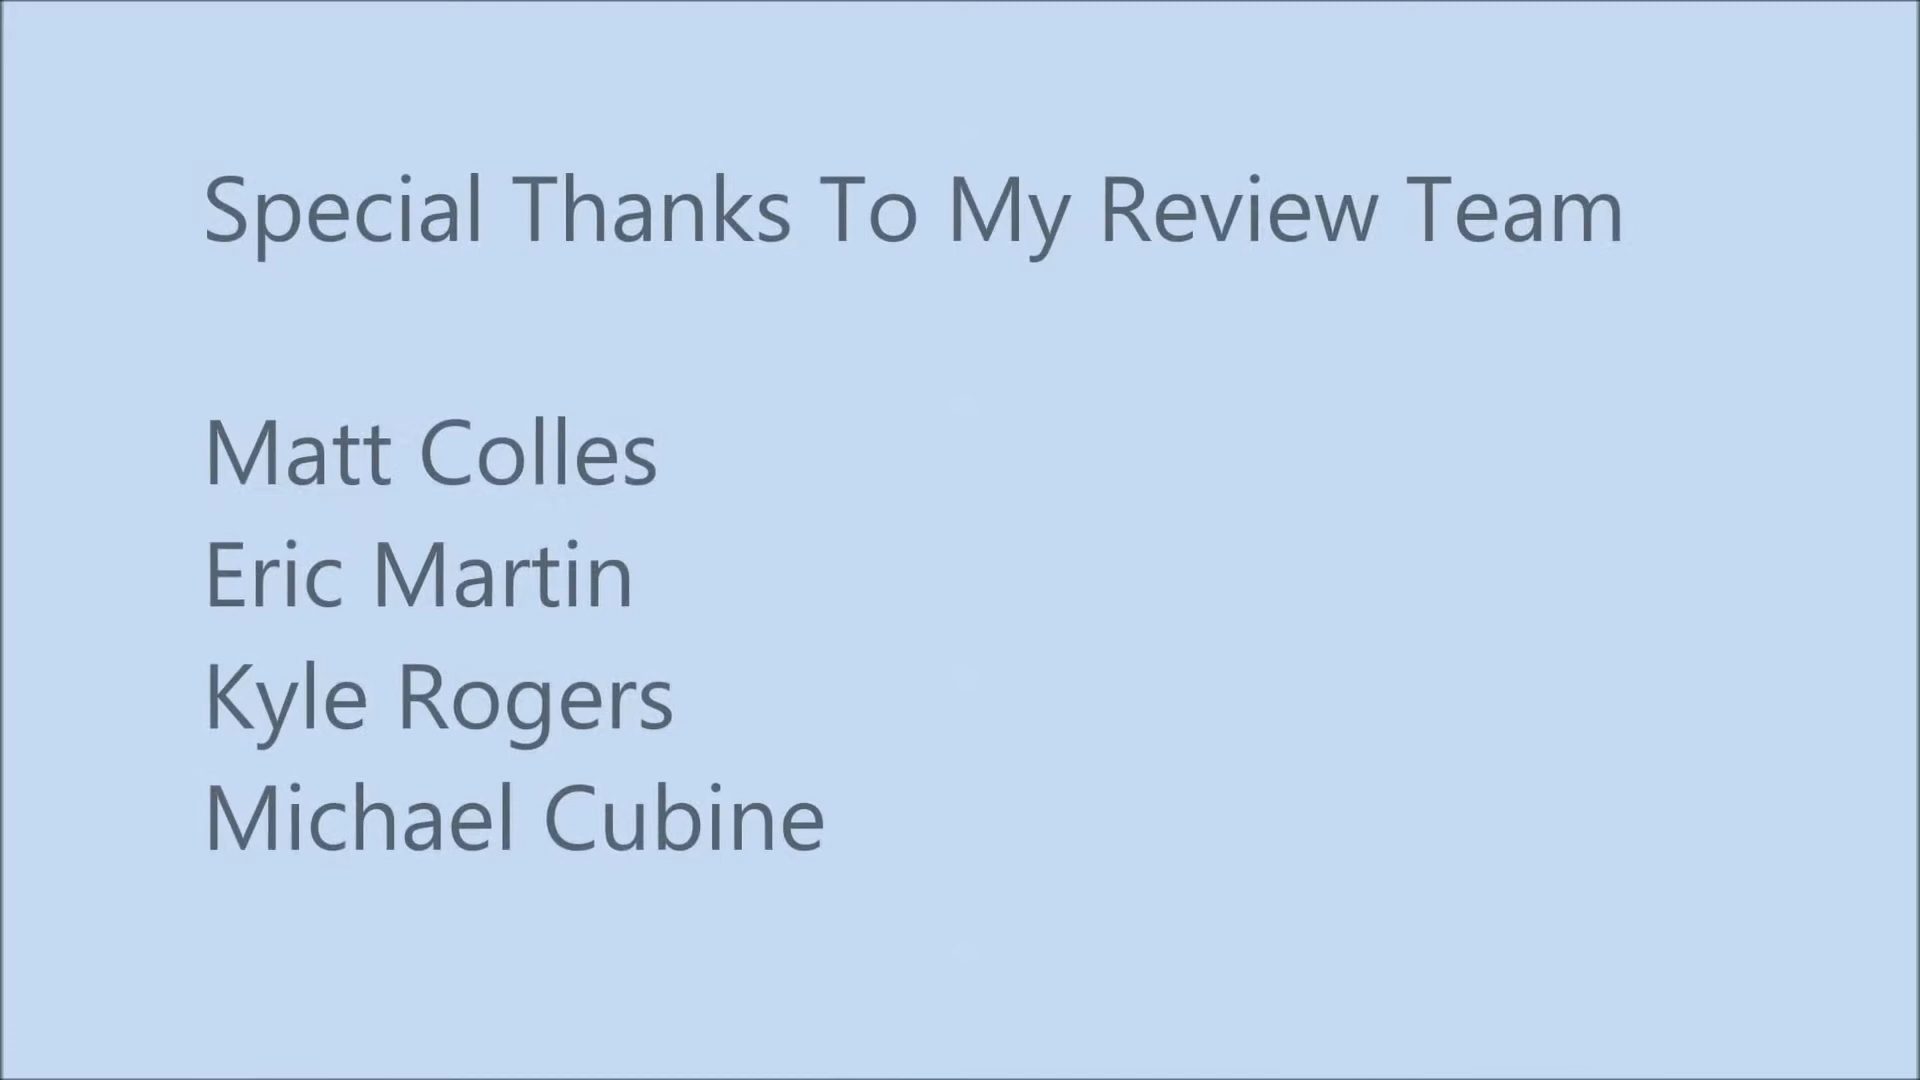 Special Thanks To My Review Team
Matt Colles
Eric Martin
Kyle Rogers
Michael Cubine